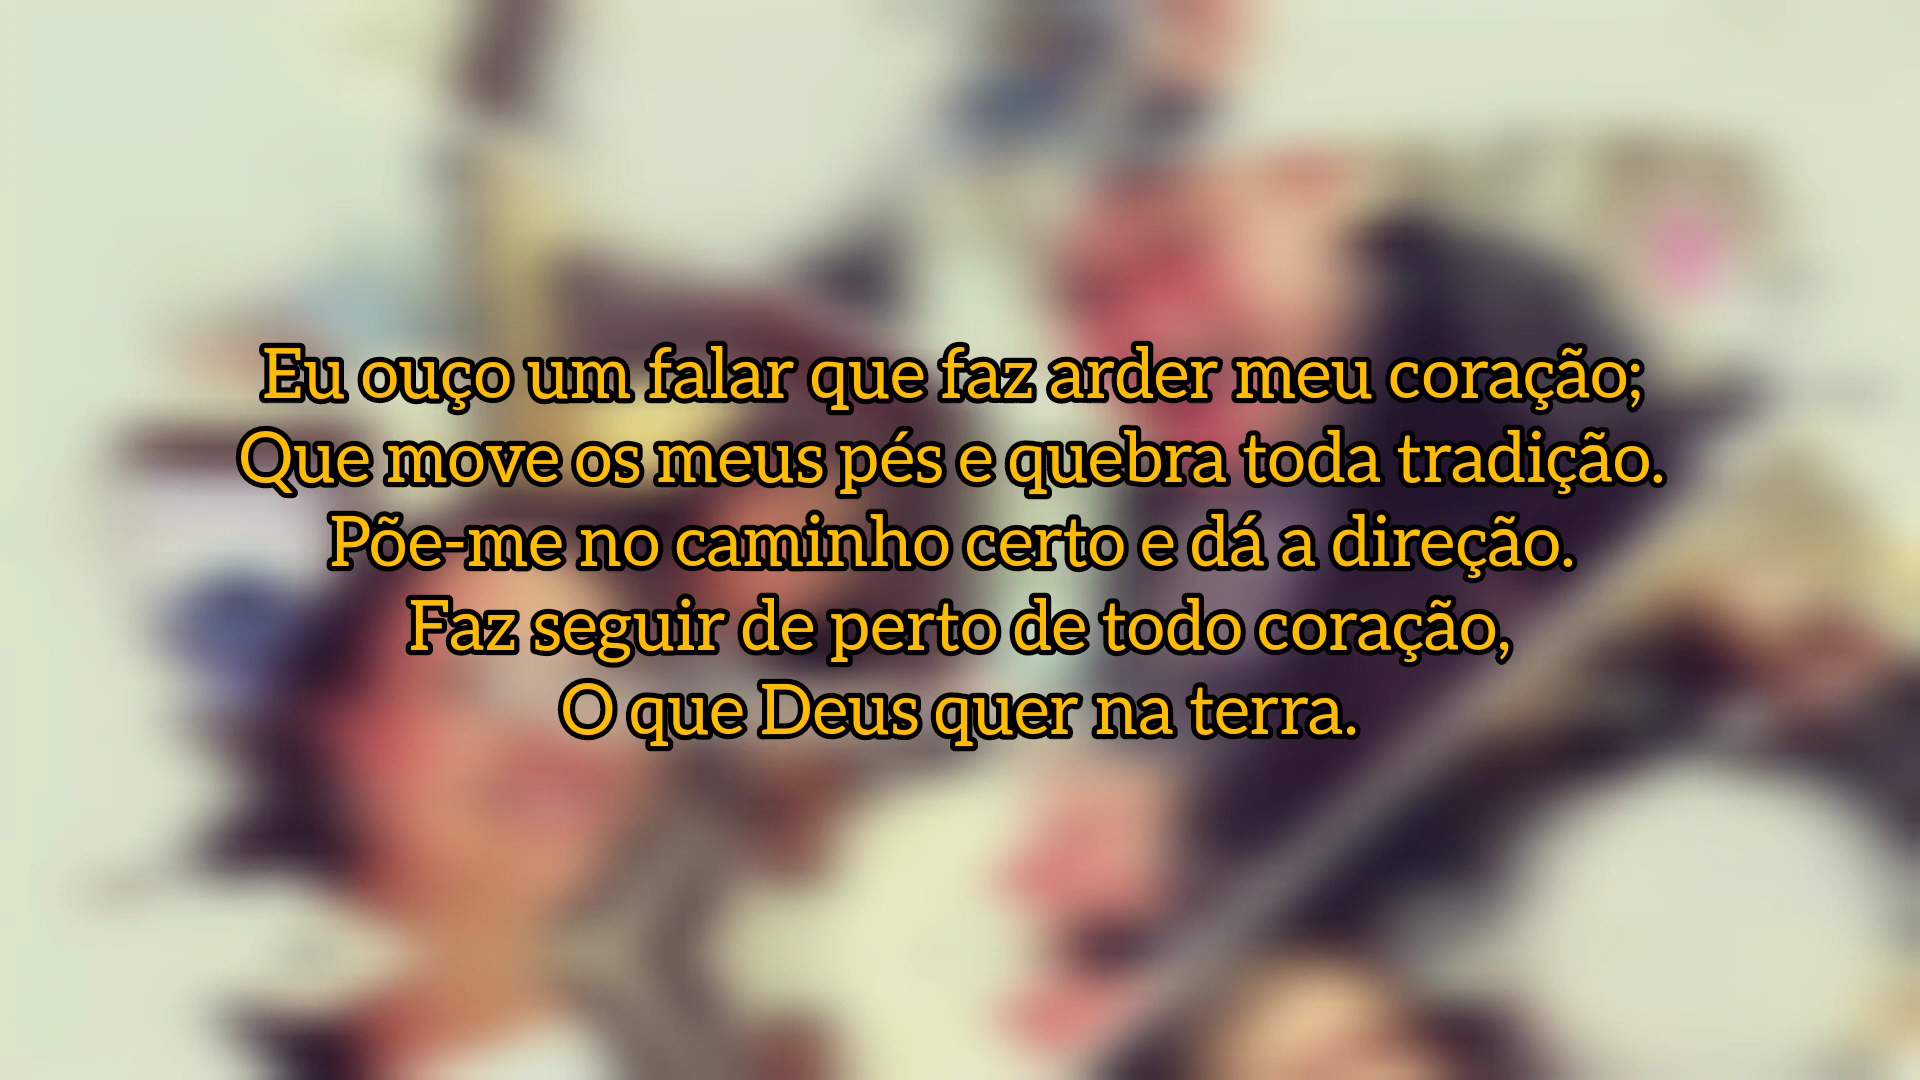 Eu ouço um falar que faz arder meu coração;
Que move os meus pés e quebra toda tradição.
Põe-me no caminho certo e dá a direção.
Faz seguir de perto de todo coração,
O que Deus quer na terra.